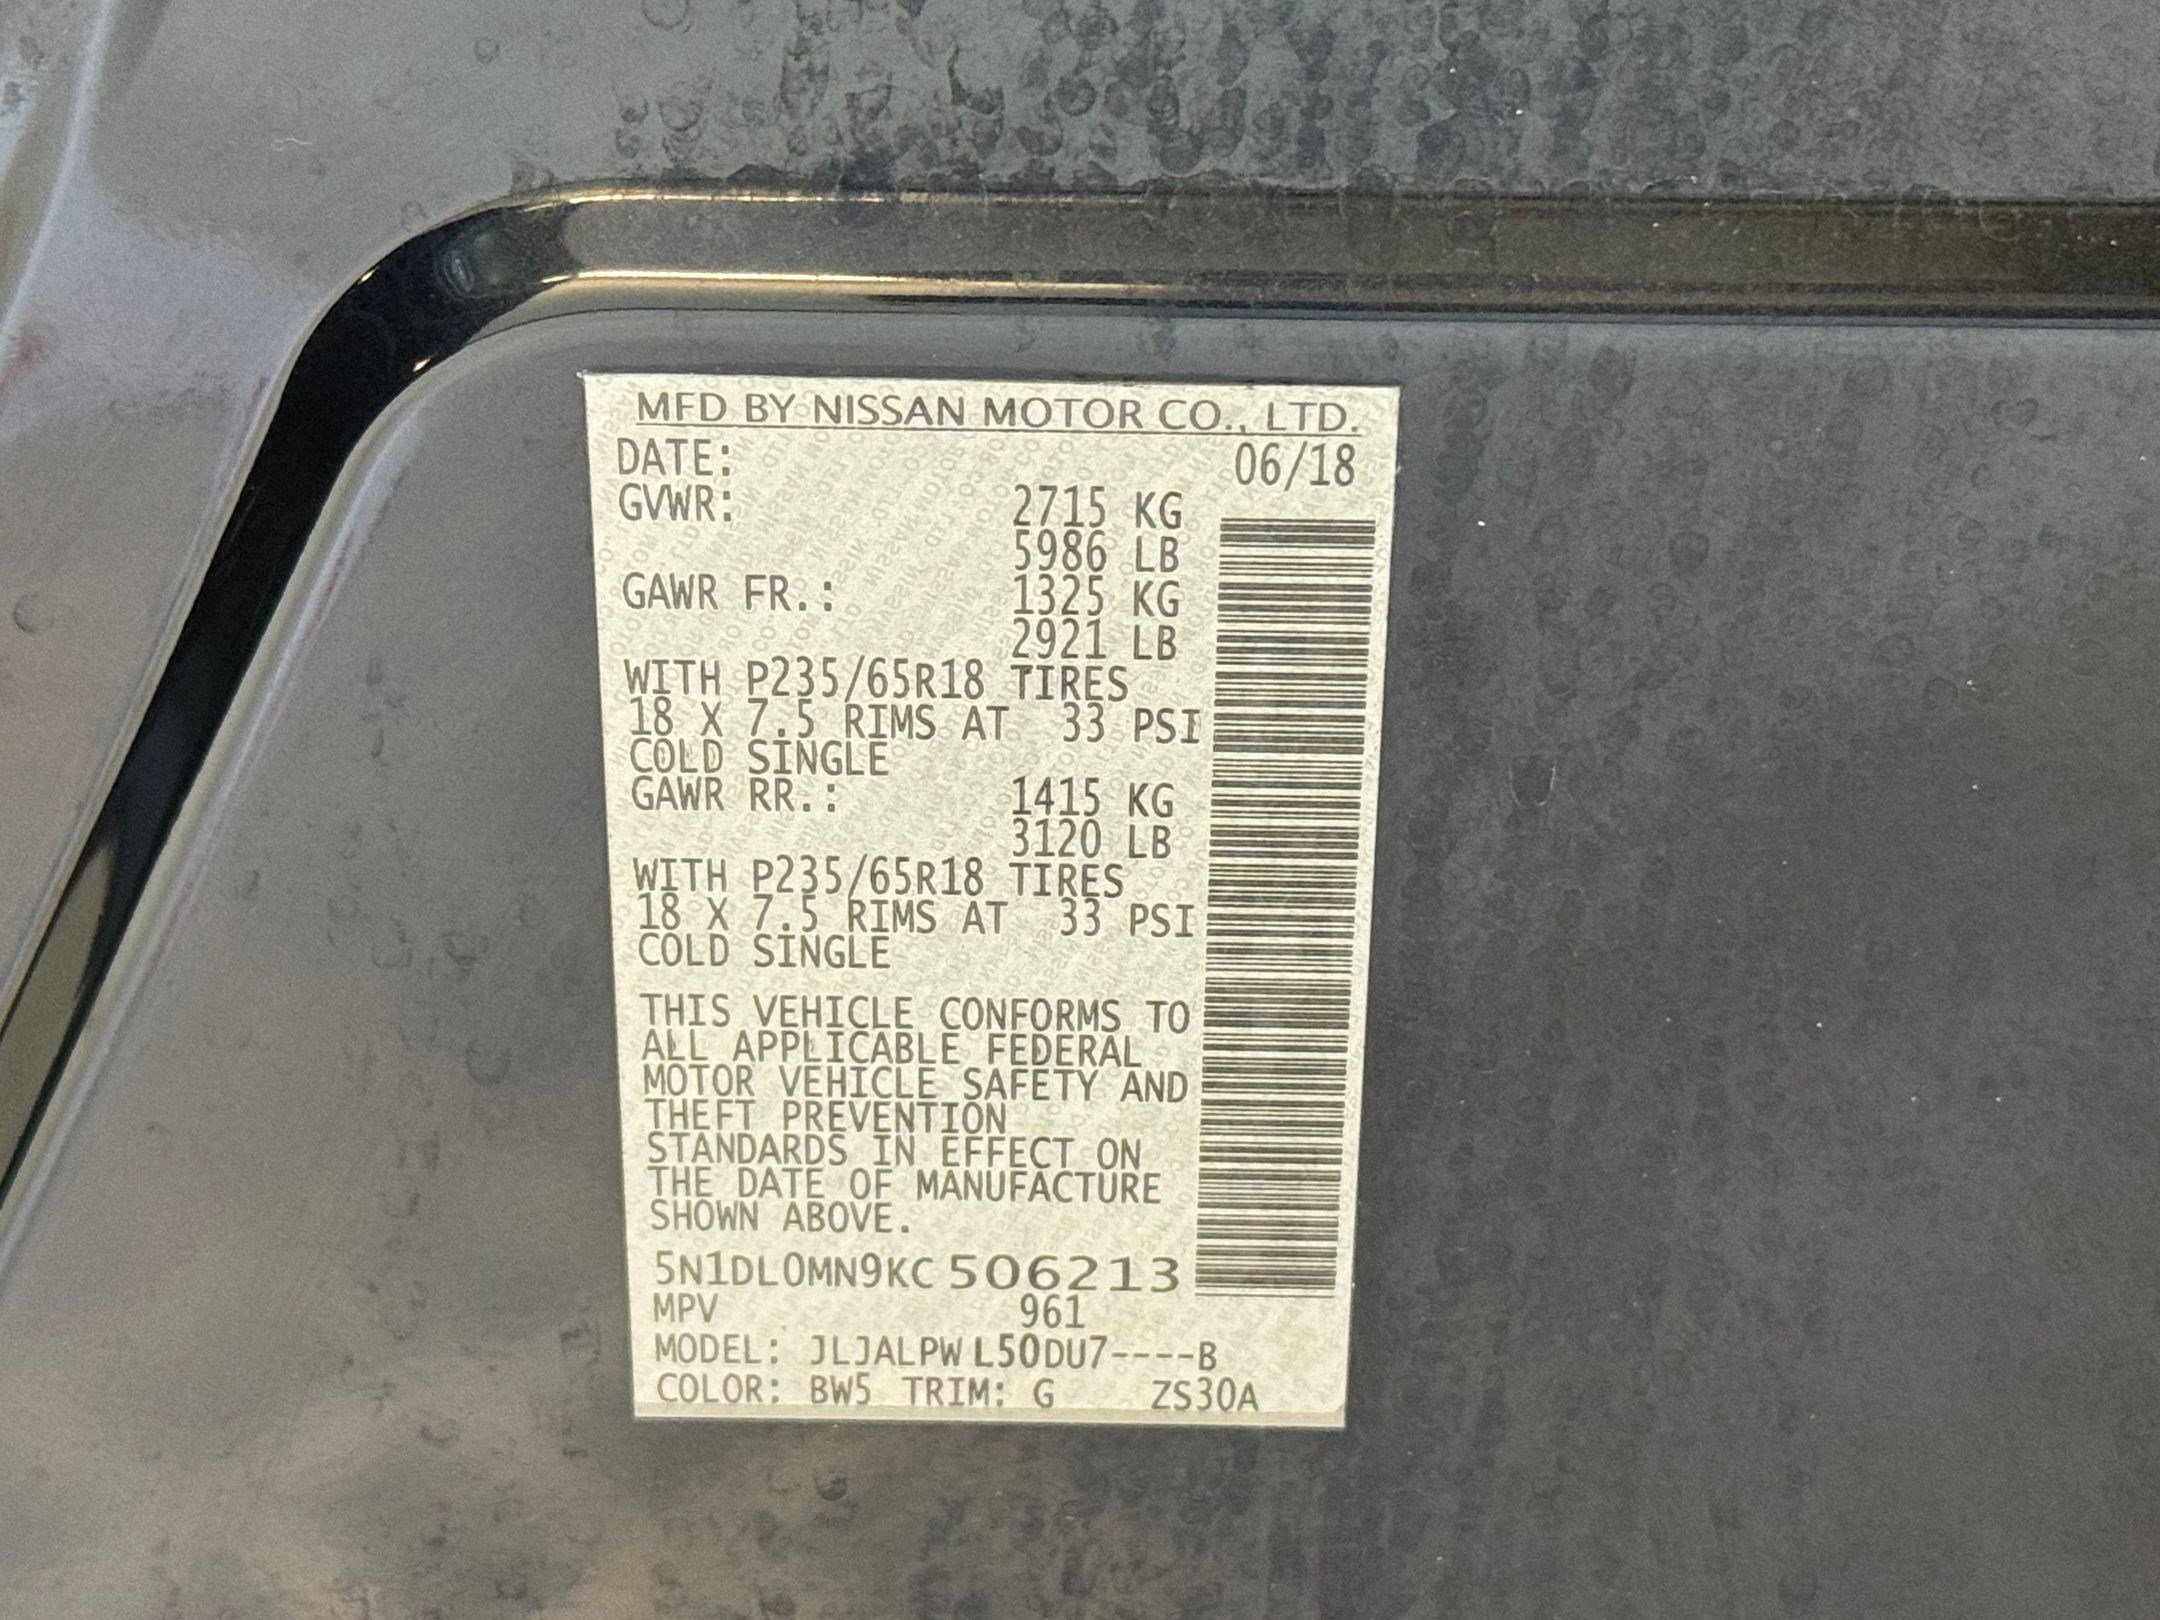 MFD BY NISSAN MOTOR CO., LTD.
DATE: 06/18
GVWR: 2715 KG
5986 LB
GAWR FR.: 1325 KG
2921 LB
WITH P235/65R18 TIRES
18 X 7.5 RIMS AT 33 PSI
COLD SINGLE
GAWR RR.: 1415 KG
3120 LB
WITH P235/65R18 TIRES
18 X 7.5 RIMS AT 33 PSI
COLD SINGLE
THIS VEHICLE CONFORMS TO
ALL APPLICABLE FEDERAL
MOTOR VEHICLE SAFETY AND
THEFT PREVENTION
STANDARDS IN EFFECT ON
THE DATE OF MANUFACTURE
SHOWN ABOVE.
5N1DL0MN9KC 506213
MPV 961
MODEL: JLJALPW L50DU7----B
COLOR: BW5 TRIM: G ZS30A